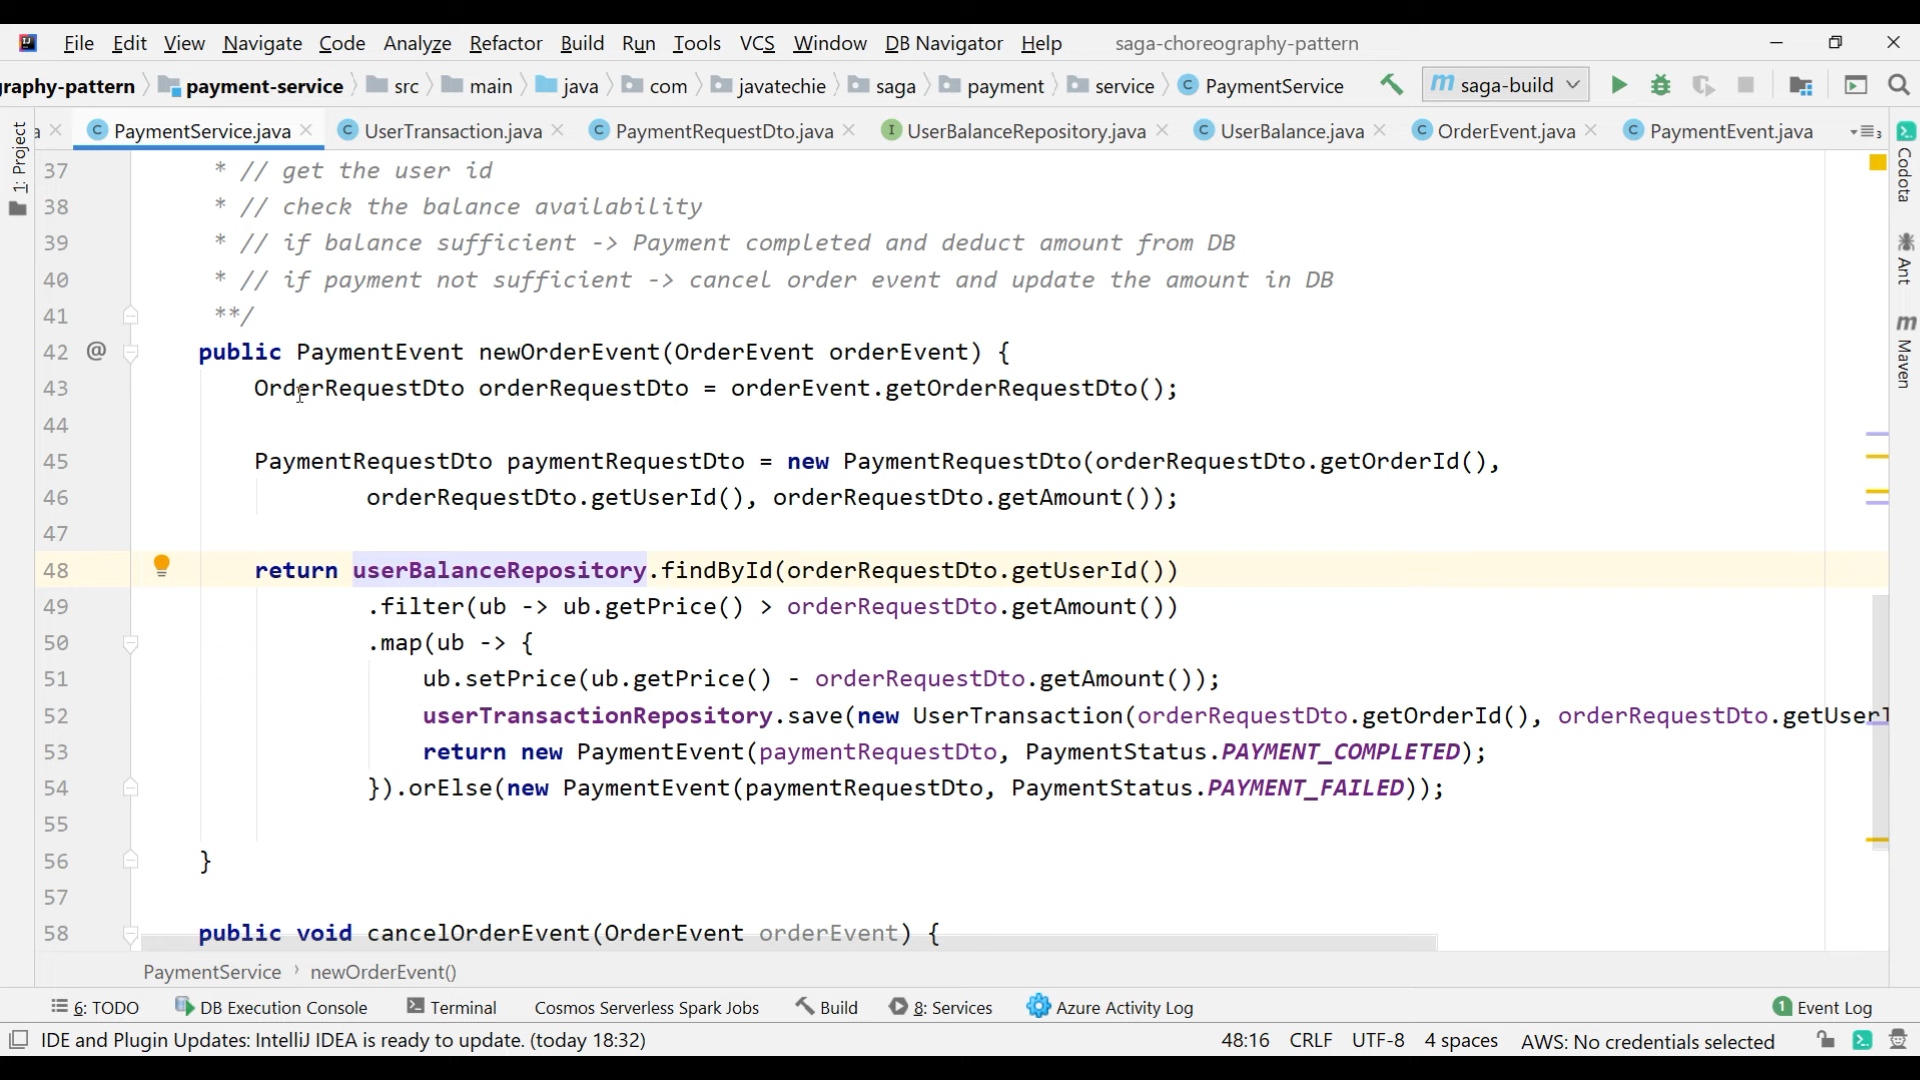 File Edit View Navigate Code Analyze Refactor Build Run Tools VCS Window DB Navigator Help saga-choreography-pattern
raphy-pattern payment-service src main java com javatechie saga payment service PaymentService saga-build
a PaymentService.java UserTransaction.java PaymentRequestDto.java UserBalanceRepository.java UserBalance.java OrderEvent.java PaymentEvent.java 3
1: Project
37 * // get the user id
38 * // check the balance availability
39 * // if balance sufficient -> Payment completed and deduct amount from DB
40 * // if payment not sufficient -> cancel order event and update the amount in DB
41 **/
42 @ public PaymentEvent newOrderEvent(OrderEvent orderEvent) {
43 OrderRequestDto orderRequestDto = orderEvent.getOrderRequestDto();
44
45 PaymentRequestDto paymentRequestDto = new PaymentRequestDto(orderRequestDto.getOrderId(),
46 orderRequestDto.getUserId(), orderRequestDto.getAmount());
47
48 return userBalanceRepository.findById(orderRequestDto.getUserId())
49 .filter(ub -> ub.getPrice() > orderRequestDto.getAmount())
50 .map(ub -> {
51 ub.setPrice(ub.getPrice() - orderRequestDto.getAmount());
52 userTransactionRepository.save(new UserTransaction(orderRequestDto.getOrderId(), orderRequestDto.getUserI
53 return new PaymentEvent(paymentRequestDto, PaymentStatus.PAYMENT_COMPLETED);
54 }).orElse(new PaymentEvent(paymentRequestDto, PaymentStatus.PAYMENT_FAILED));
55
56 }
57
58 public void cancelOrderEvent(OrderEvent orderEvent) {
Codota
Ant
m Maven
PaymentService › newOrderEvent()
6: TODO DB Execution Console Terminal Cosmos Serverless Spark Jobs Build 8: Services Azure Activity Log 1 Event Log
IDE and Plugin Updates: IntelliJ IDEA is ready to update. (today 18:32) 48:16 CRLF UTF-8 4 spaces AWS: No credentials selected